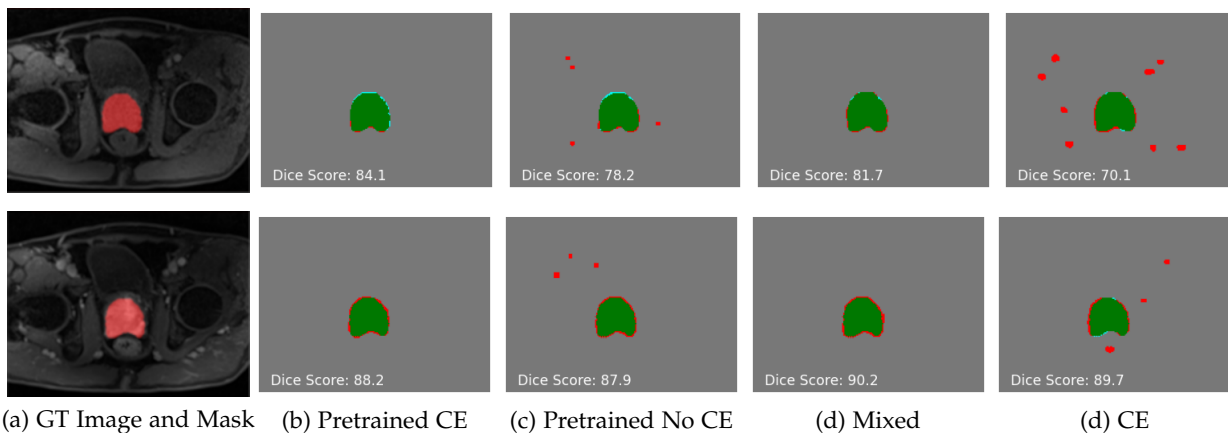 Dice Score: 84.1
Dice Score: 78.2
Dice Score: 81.7
Dice Score: 70.1
Dice Score: 88.2
Dice Score: 87.9
Dice Score: 90.2
Dice Score: 89.7
(a) GT Image and Mask
(b) Pretrained CE
(c) Pretrained No CE
(d) Mixed
(d) CE